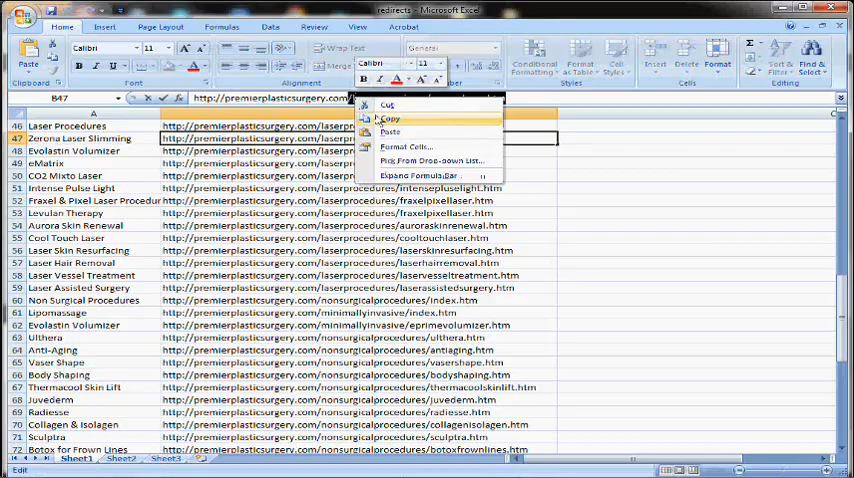 redirects - Microsoft Excel
Home Insert Page Layout Formulas Data Review View Acrobat
Paste
Calibri 11
Wrap Text
General
Conditional Formatting Format as Table Cell Styles
Insert Delete Format
Sort & Filter Find & Select
Calibri 11
Clipboard Font Alignment Styles Cells Editing
B47
http://premierplasticsurgery.com/
Cut
Copy
Paste
Format Cells...
Pick From Drop-down List...
Expand Formula Bar
A C
46 Laser Procedures http://premierplasticsurgery.com/laserp
47 Zerona Laser Slimming http://premierplasticsurgery.com/laserp
48 Evolastin Volumizer http://premierplasticsurgery.com/laserp
49 eMatrix http://premierplasticsurgery.com/laserp
50 CO2 Mixto Laser http://premierplasticsurgery.com/laserp
51 Intense Pulse Light http://premierplasticsurgery.com/laserprocedures/intensepluselight.htm
52 Fraxel & Pixel Laser Procedur http://premierplasticsurgery.com/laserprocedures/fraxelpixellaser.htm
53 Levulan Therapy http://premierplasticsurgery.com/laserprocedures/levulan.htm
54 Aurora Skin Renewal http://premierplasticsurgery.com/laserprocedures/auroraskinrenewal.htm
55 Cool Touch Laser http://premierplasticsurgery.com/laserprocedures/cooltouchlaser.htm
56 Laser Skin Resurfacing http://premierplasticsurgery.com/laserprocedures/laserskinresurfacing.htm
57 Laser Hair Removal http://premierplasticsurgery.com/laserprocedures/laserhairremoval.htm
58 Laser Vessel Treatment http://premierplasticsurgery.com/laserprocedures/laservesseltreatment.htm
59 Laser Assisted Surgery http://premierplasticsurgery.com/laserprocedures/laserassistedsurgery.htm
60 Non Surgical Procedures http://premierplasticsurgery.com/nonsurgicalprocedures/index.htm
61 Lipomassage http://premierplasticsurgery.com/minimallyinvasive/index.htm
62 Evolastin Volumizer http://premierplasticsurgery.com/minimallyinvasive/eprimevolumizer.htm
63 Ulthera http://premierplasticsurgery.com/nonsurgicalprocedures/ulthera.htm
64 Anti-Aging http://premierplasticsurgery.com/nonsurgicalprocedures/antiaging.htm
65 Vaser Shape http://premierplasticsurgery.com/nonsurgicalprocedures/vasershape.htm
66 Body Shaping http://premierplasticsurgery.com/nonsurgicalprocedures/bodyshaping.htm
67 Thermacool Skin Lift http://premierplasticsurgery.com/nonsurgicalprocedures/thermacoolskinlift.htm
68 Juvederm http://premierplasticsurgery.com/nonsurgicalprocedures/juvederm.htm
69 Radiesse http://premierplasticsurgery.com/nonsurgicalprocedures/radiesse.htm
70 Collagen & Isolagen http://premierplasticsurgery.com/nonsurgicalprocedures/collagenisolagen.htm
71 Sculptra http://premierplasticsurgery.com/nonsurgicalprocedures/sculptra.htm
72 Botox for Frown Lines http://premierplasticsurgery.com/nonsurgicalprocedures/botoxfrownlines.htm
Sheet1 Sheet2 Sheet3
Edit